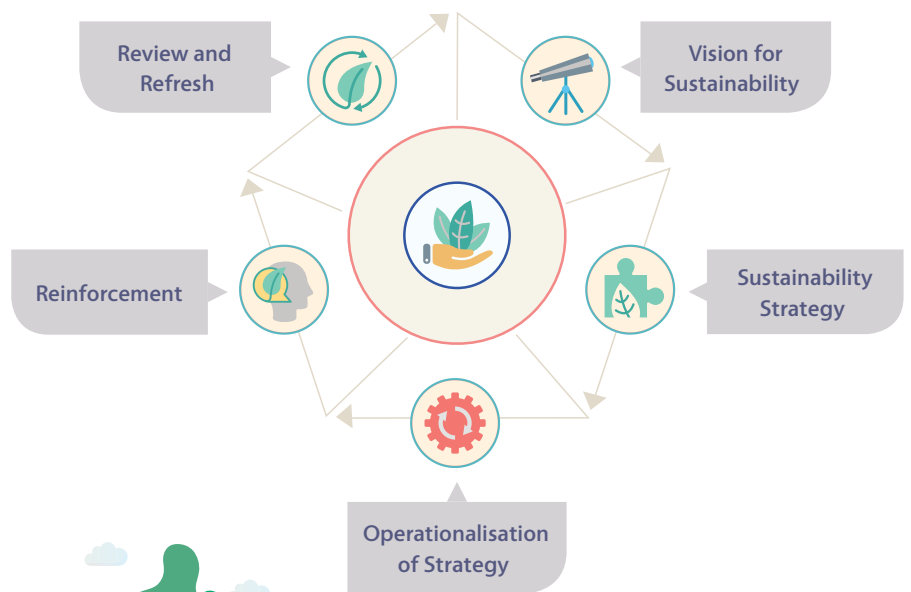 Review and
Refresh
Vision for
Sustainability
Reinforcement
Sustainability
Strategy
Operationalisation
of Strategy